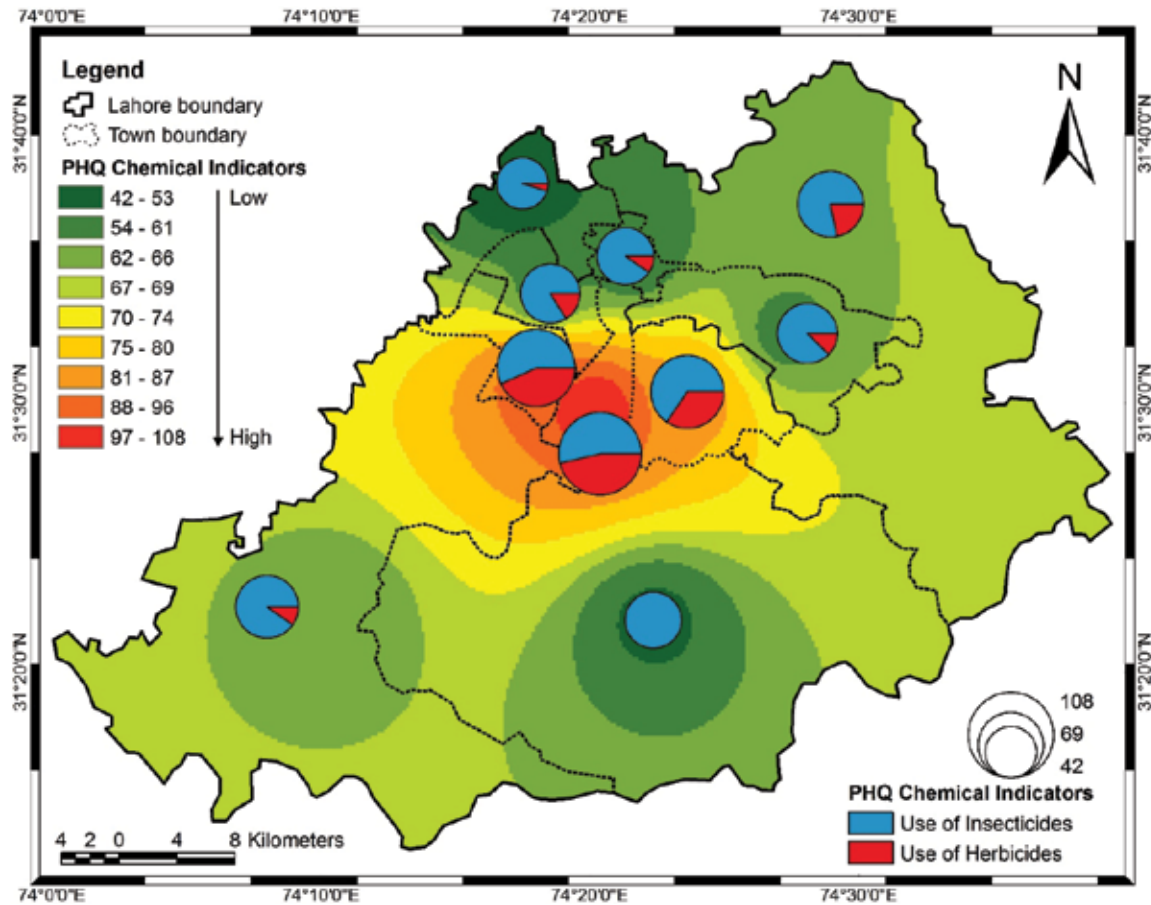 74°0'0"E
74°10'0"E
74°20'0"E
74°30'0"E
Legend
Lahore boundary
Town boundary
PHQ Chemical Indicators
42 - 53
54 - 61
62 - 66
67 - 69
70 - 74
75 - 80
81 - 87
88 - 96
97 - 108
Low
High
N
31°40'0"N
31°30'0"N
31°20'0"N
31°40'0"N
31°30'0"N
31°20'0"N
108
69
42
PHQ Chemical Indicators
Use of Insecticides
Use of Herbicides
4 2 0 4 8 Kilometers
74°0'0"E
74°10'0"E
74°20'0"E
74°30'0"E